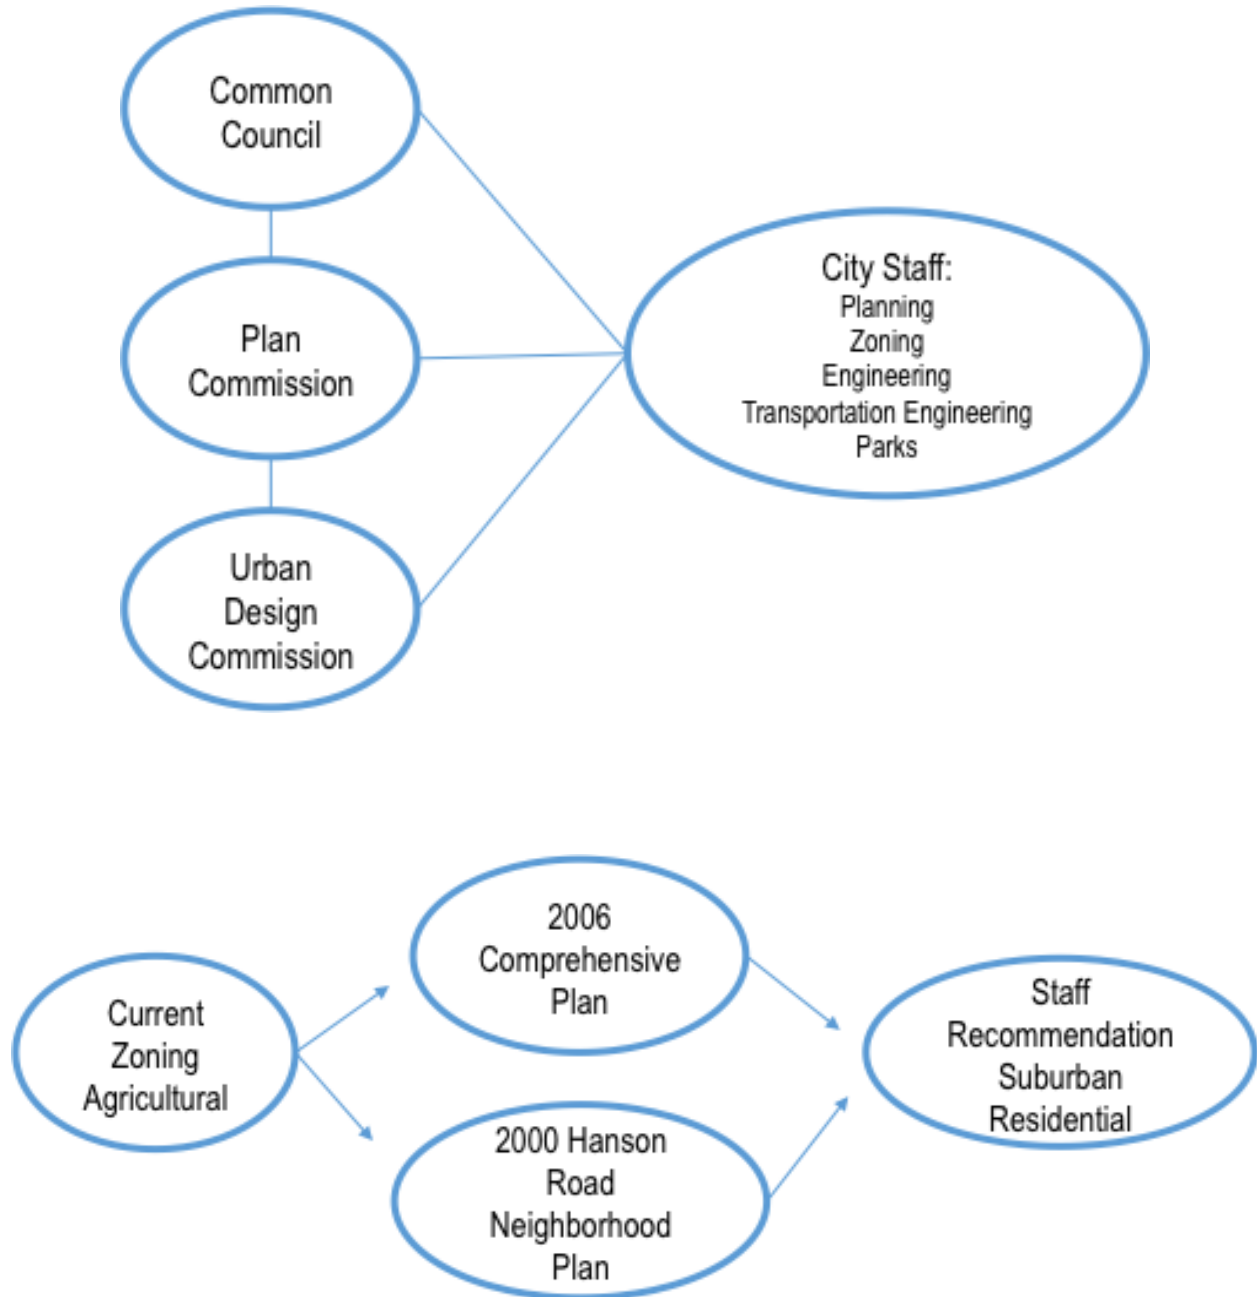 Common
Council
Plan
Commission
Urban
Design
Commission
City Staff:
Planning
Zoning
Engineering
Transportation Engineering
Parks
Current
Zoning
Agricultural
2006
Comprehensive
Plan
2000 Hanson
Road
Neighborhood
Plan
Staff
Recommendation
Suburban
Residential